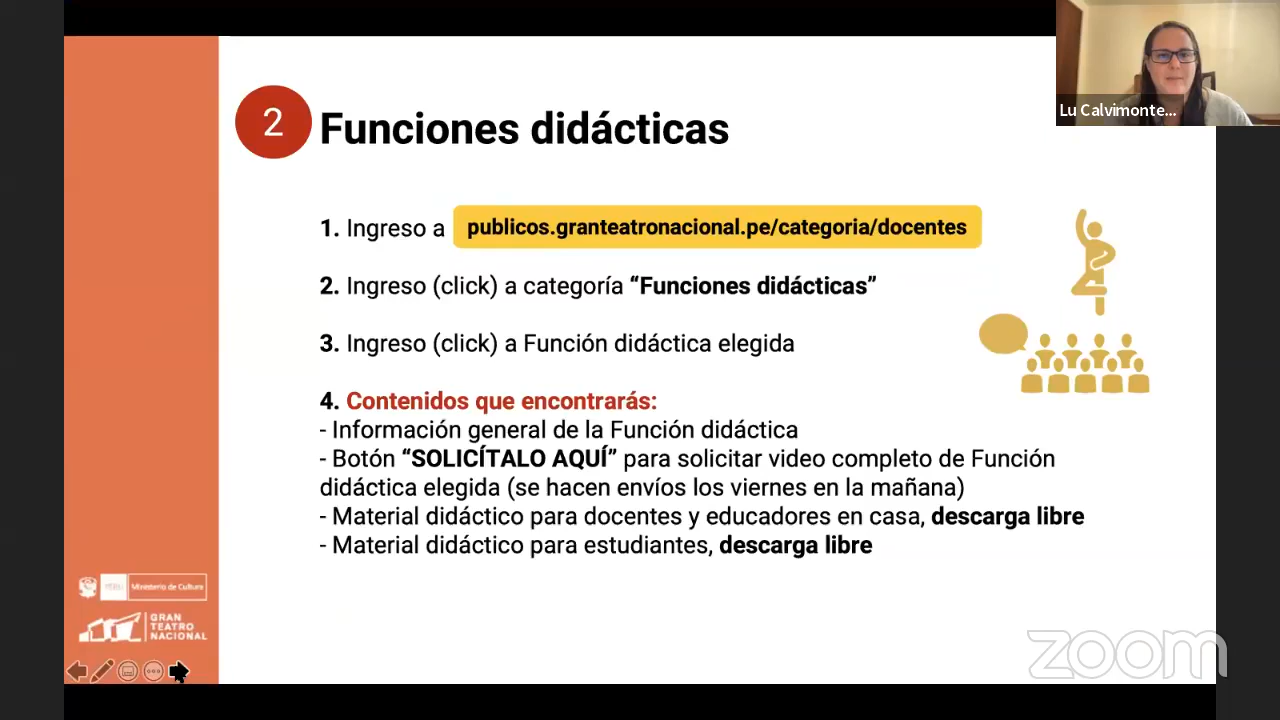 Lu Calvimonte...
2
Funciones didácticas
1. Ingreso a publicos.granteatronacional.pe/categoria/docentes
2. Ingreso (click) a categoría “Funciones didácticas”
3. Ingreso (click) a Función didáctica elegida
4. Contenidos que encontrarás:
- Información general de la Función didáctica
- Botón “SOLICÍTALO AQUÍ” para solicitar video completo de Función
didáctica elegida (se hacen envíos los viernes en la mañana)
- Material didáctico para docentes y educadores en casa, descarga libre
- Material didáctico para estudiantes, descarga libre
Ministerio de Cultura
GRAN
TEATRO
NACIONAL
zoom